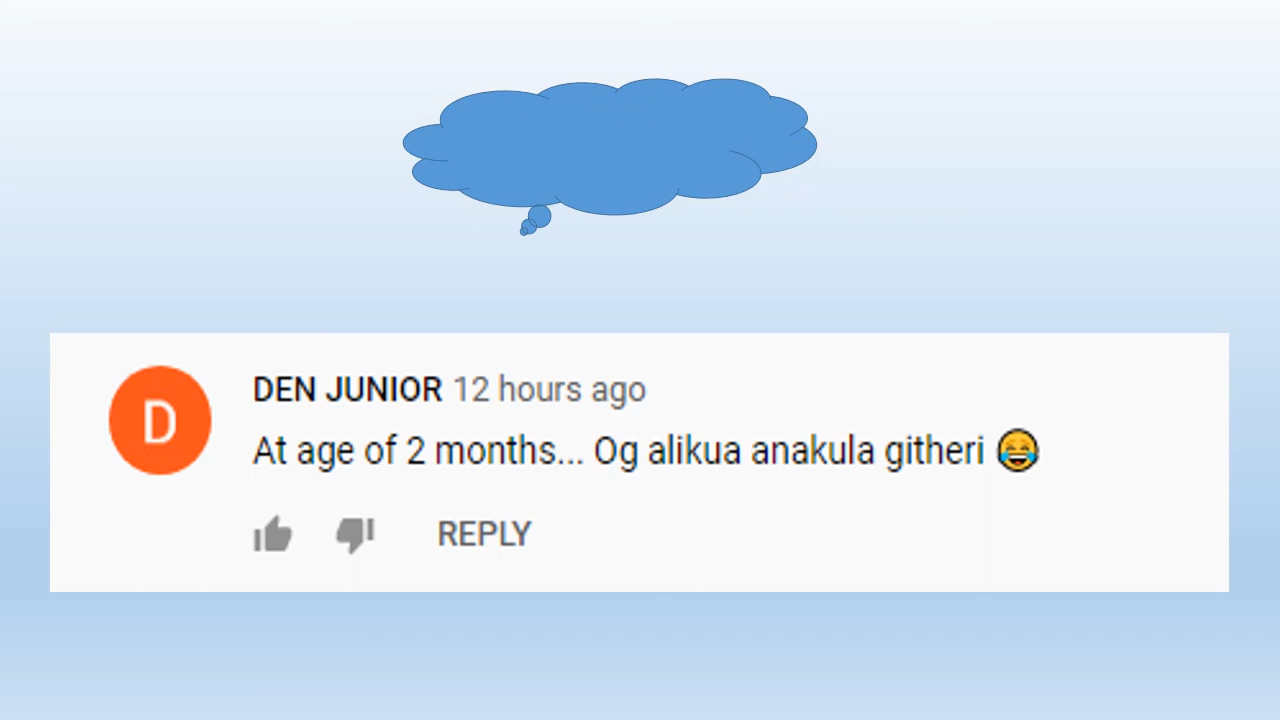 D
DEN JUNIOR 12 hours ago
At age of 2 months... Og alikua anakula githeri 😂
REPLY